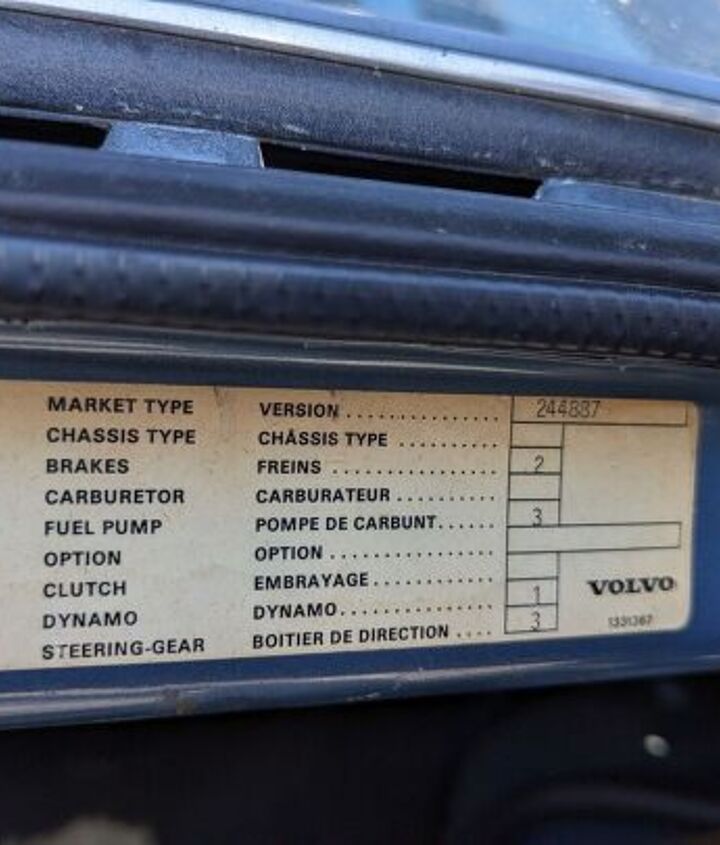 MARKET TYPE VERSION ............... 244887
CHASSIS TYPE CHÂSSIS TYPE ..........
BRAKES FREINS ................. 2
CARBURETOR CARBURATEUR ..........
FUEL PUMP POMPE DE CARBUNT...... 3
OPTION OPTION .................
CLUTCH EMBRAYAGE.............
DYNAMO DYNAMO................ 1
STEERING-GEAR BOITIER DE DIRECTION .... 3
VOLVO
1331367